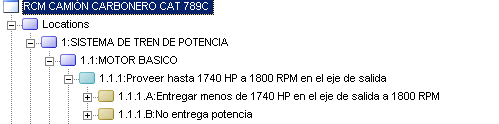 RCM CAMIÓN CARBONERO CAT 789C
Locations
1:SISTEMA DE TREN DE POTENCIA
1.1:MOTOR BASICO
1.1.1:Proveer hasta 1740 HP a 1800 RPM en el eje de salida
1.1.1.A:Entregar menos de 1740 HP en el eje de salida a 1800 RPM
1.1.1.B:No entrega potencia